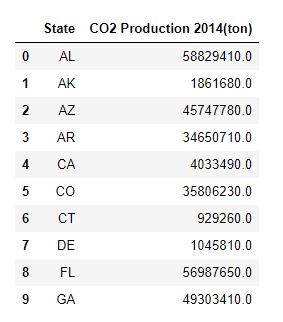 State CO2 Production 2014(ton)
0 AL 58829410.0
1 AK 1861680.0
2 AZ 45747780.0
3 AR 34650710.0
4 CA 4033490.0
5 CO 35806230.0
6 CT 929260.0
7 DE 1045810.0
8 FL 56987650.0
9 GA 49303410.0